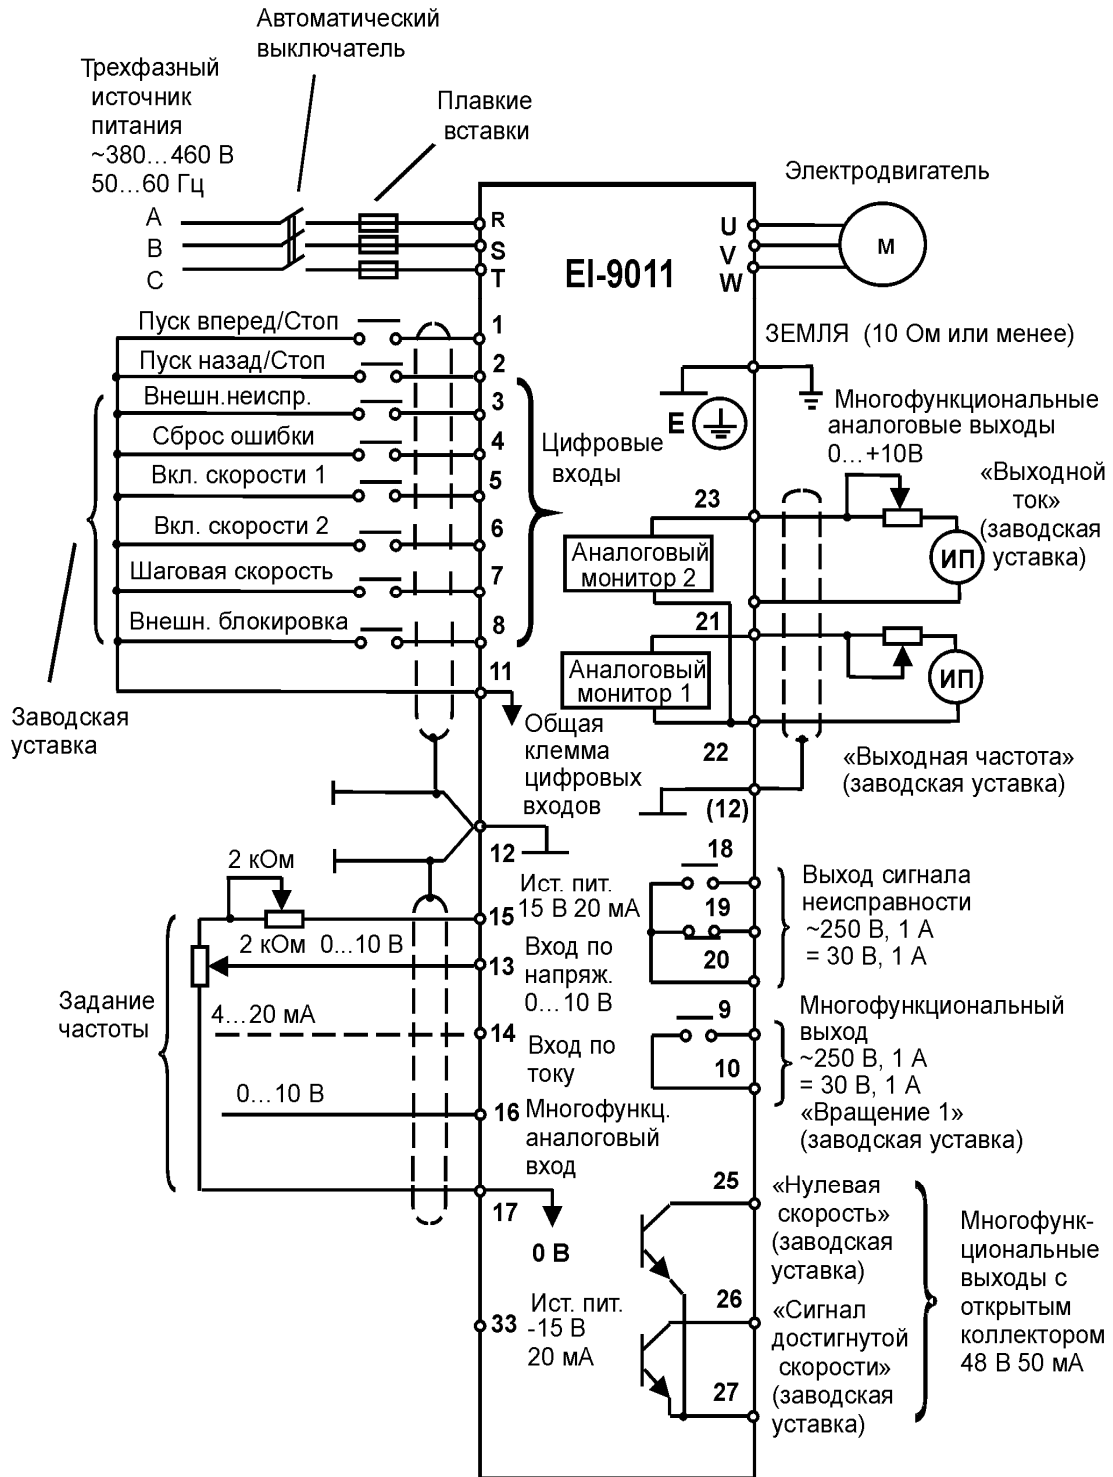 Автоматический
выключатель
Трехфазный
источник
питания
~380...460 В
50...60 Гц
Плавкие
вставки
Электродвигатель
A
B
C
R
S
T
U
V
W
М
EI-9011
Пуск вперед/Стоп
1
Пуск назад/Стоп
2
Внешн.неиспр.
3
Сброс ошибки
4
Вкл. скорости 1
5
Вкл. скорости 2
6
Шаговая скорость
7
Внешн. блокировка
8
11
Цифровые
входы
Заводская
уставка
Общая
клемма
цифровых
входов
ЗЕМЛЯ (10 Ом или менее)
E
Многофункциональные
аналоговые выходы
0...+10В
«Выходной
ток»
(заводская
уставка)
23
Аналоговый
монитор 2
ИП
21
Аналоговый
монитор 1
ИП
22
«Выходная частота»
(заводская уставка)
(12)
12
2 кОм
Ист. пит.
15 В 20 мА
15
2 кОм 0...10 В
13
Вход по
напряж.
0...10 В
Задание
частоты
4...20 мА
14
Вход по
току
0...10 В
16
Многофункц.
аналоговый
вход
17
0 В
33
Ист. пит.
-15 В
20 мА
18
19
20
Выход сигнала
неисправности
~250 В, 1 А
= 30 В, 1 А
9
10
Многофункциональный
выход
~250 В, 1 А
= 30 В, 1 А
«Вращение 1»
(заводская уставка)
25
«Нулевая
скорость»
(заводская
уставка)
26
«Сигнал
достигнутой
скорости»
(заводская
уставка)
27
Многофунк-
циональные
выходы с
открытым
коллектором
48 В 50 мА